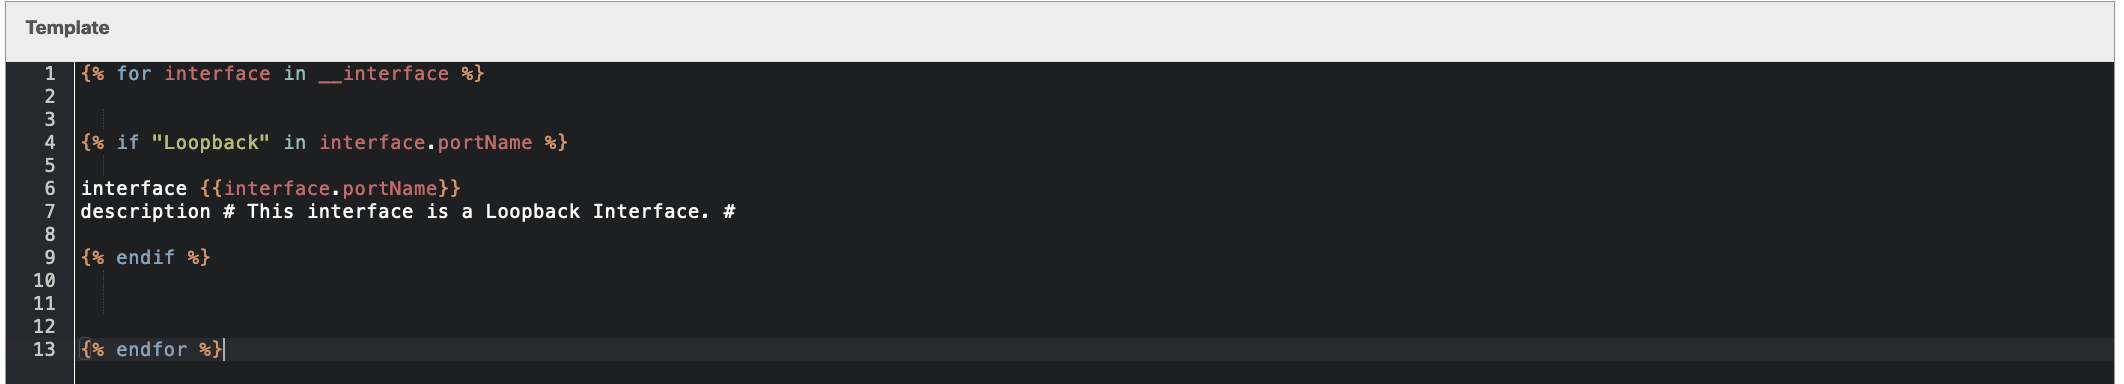 Template
1 {% for interface in __interface %}
2
3
4 {% if "Loopback" in interface.portName %}
5
6 interface {{interface.portName}}
7 description # This interface is a Loopback Interface. #
8
9 {% endif %}
10
11
12
13 {% endfor %}